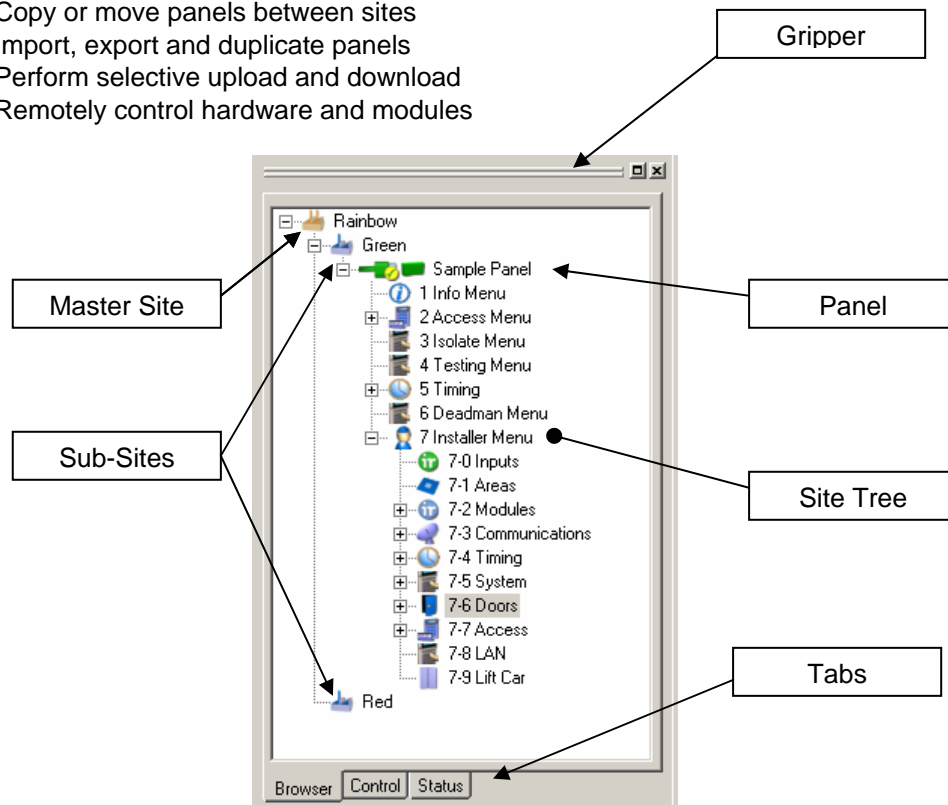 Copy or move panels between sites
mport, export and duplicate panels
Perform selective upload and download
Remotely control hardware and modules
Gripper
Rainbow
Green
Sample Panel
Master Site
1 Info Menu
Panel
2 Access Menu
3 Isolate Menu
4 Testing Menu
5 Timing
6 Deadman Menu
Sub-Sites
7 Installer Menu
7-0 Inputs
7-1 Areas
Site Tree
7-2 Modules
7-3 Communications
7-4 Timing
7-5 System
7-6 Doors
7-7 Access
7-8 LAN
Tabs
7-9 Lift Car
Red
Browser Control Status